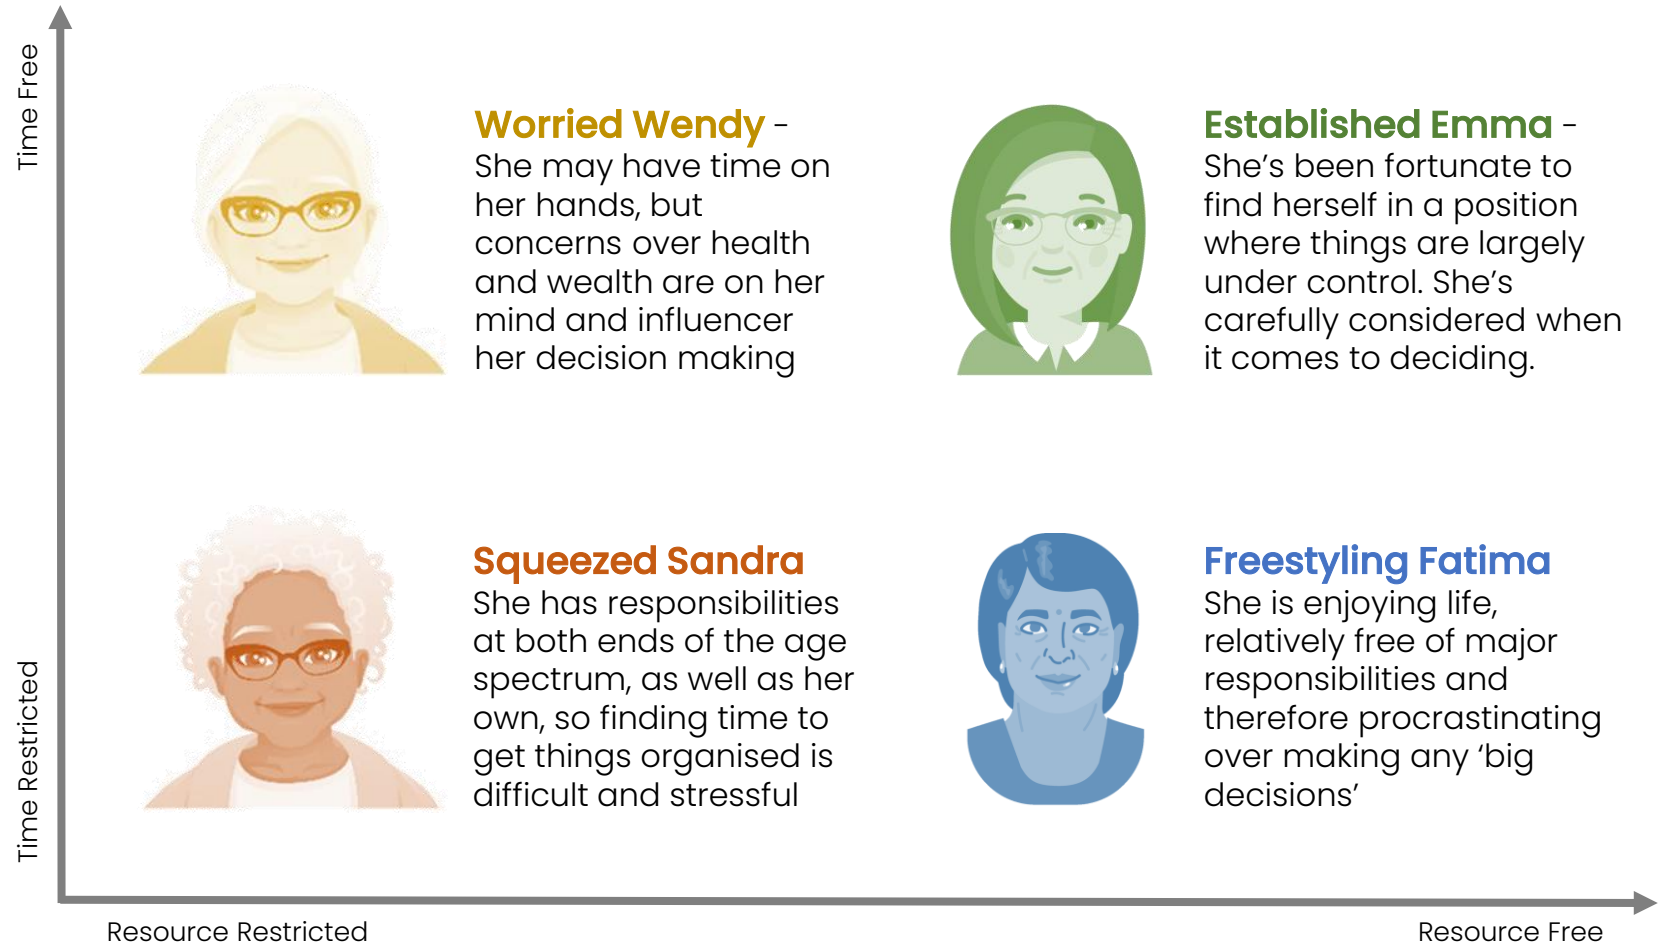 Time Free
Worried Wendy -
She may have time on
her hands, but
concerns over health
and wealth are on her
mind and influencer
her decision making
Established Emma -
She’s been fortunate to
find herself in a position
where things are largely
under control. She’s
carefully considered when
it comes to deciding.
Time Restricted
Squeezed Sandra
She has responsibilities
at both ends of the age
spectrum, as well as her
own, so finding time to
get things organised is
difficult and stressful
Freestyling Fatima
She is enjoying life,
relatively free of major
responsibilities and
therefore procrastinating
over making any ‘big
decisions’
Resource Restricted
Resource Free